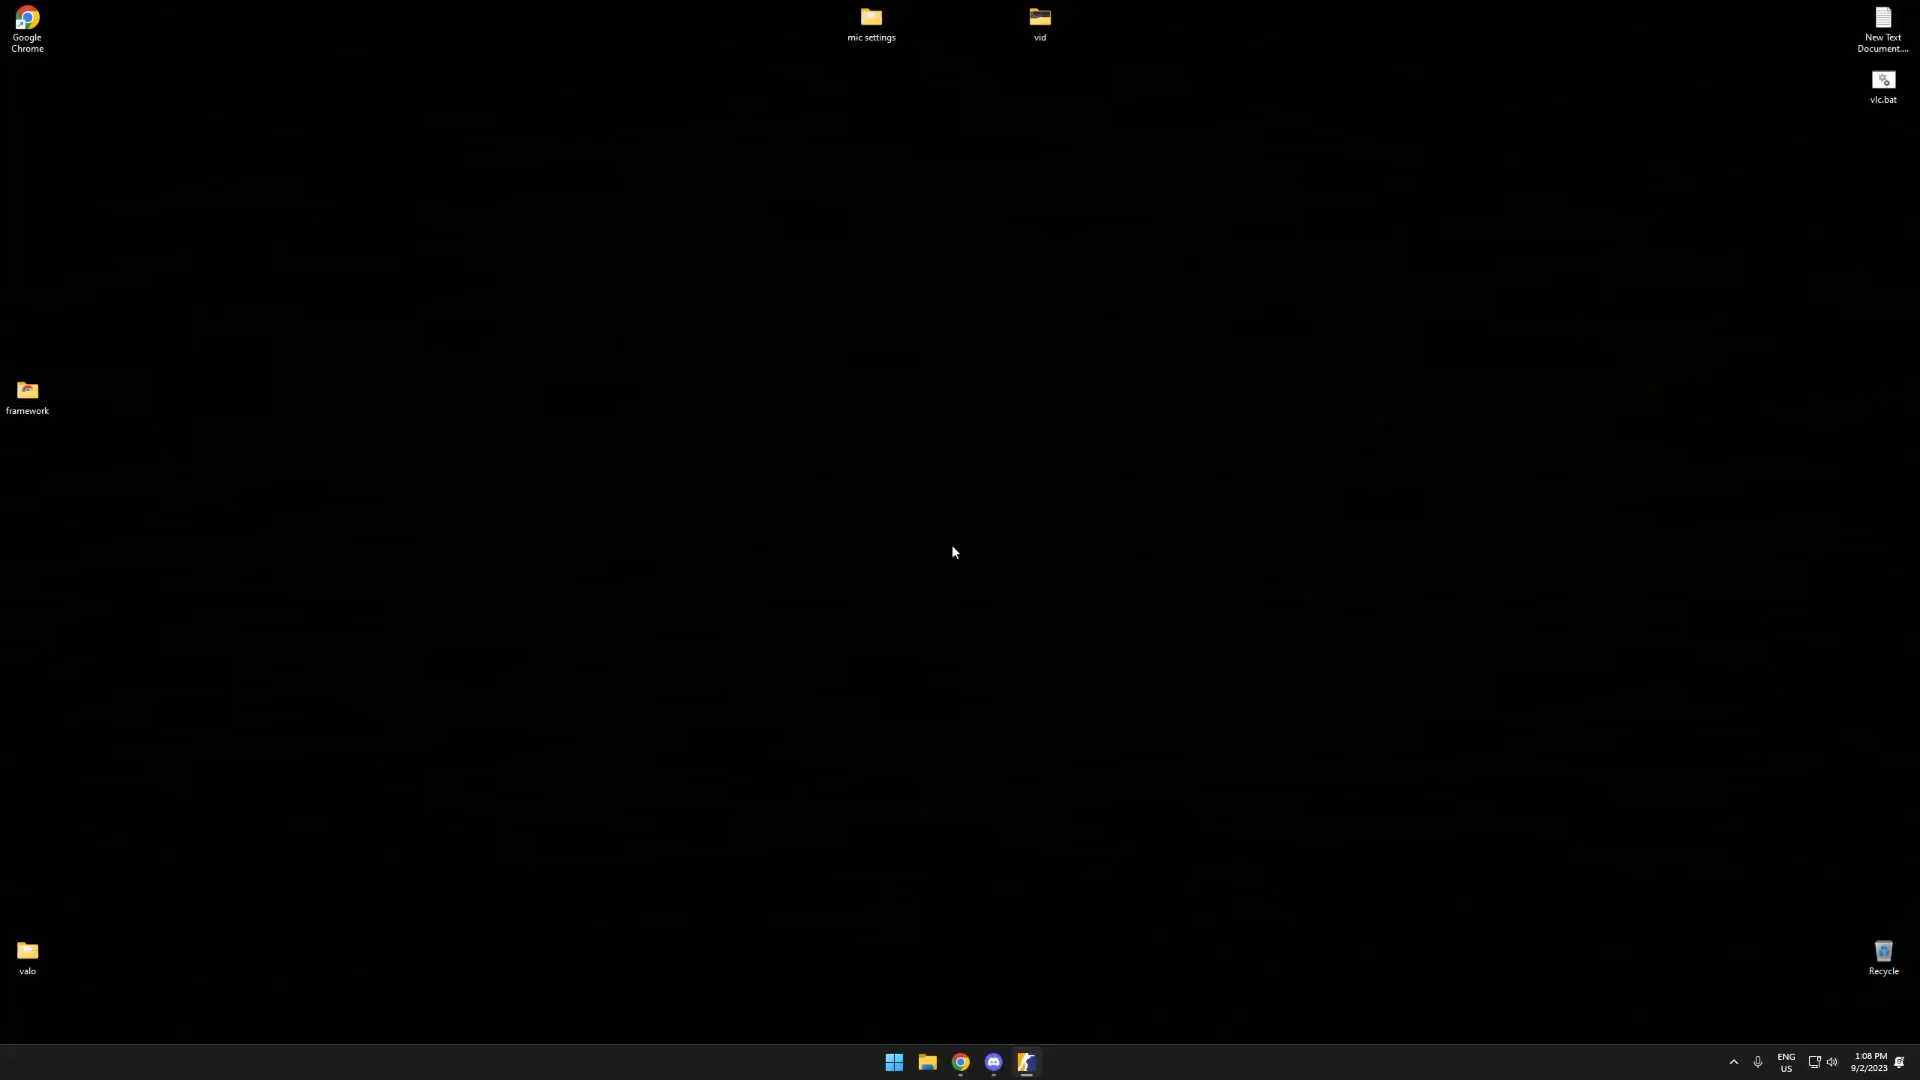 Google
Chrome
mic settings
vid
New Text
Document....
vlc.bat
framework
valo
Recycle
ENG
US
1:08 PM
9/2/2023